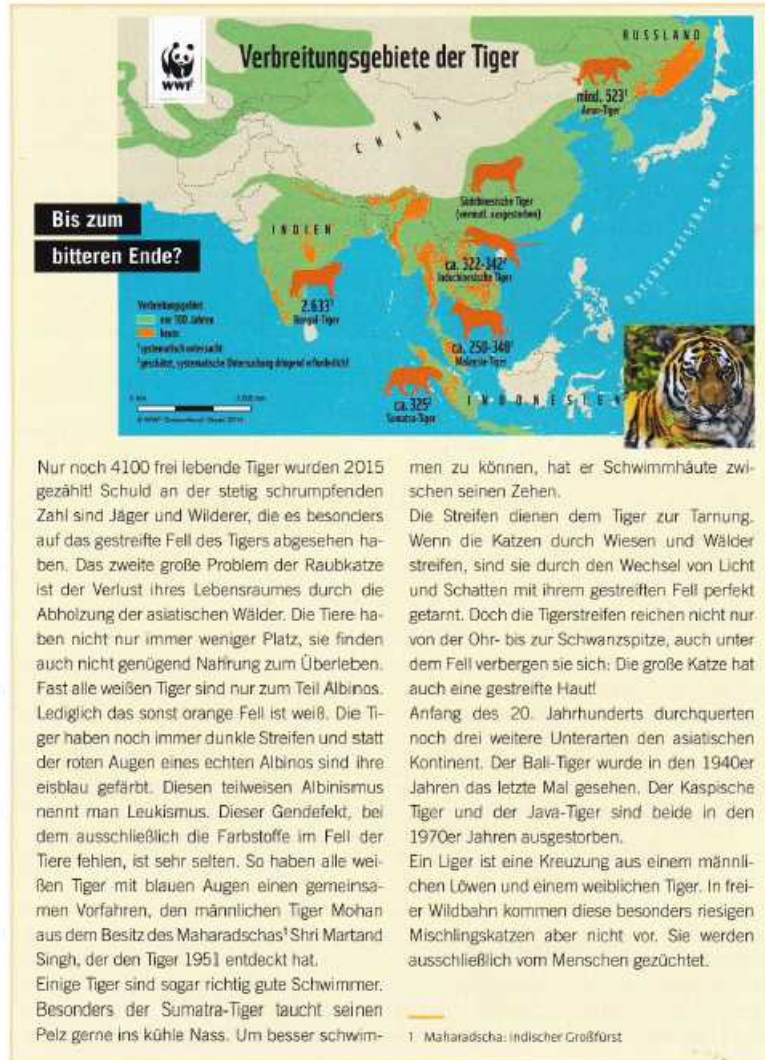 WWF
Verbreitungsgebiete der Tiger
RUSSLAND
mind. 523¹
Amur-Tiger
CHINA
Südchinesische Tiger
(vermutl. ausgestorben)
Bis zum
bitteren Ende?
INDIEN
ca. 322-342²
Indochinesische Tiger
Ostchinesisches Meer
2.633¹
Bengal-Tiger
Verbreitungsgebiet
vor 100 Jahren
heute
¹systematisch untersucht
²geschätzt, systematische Untersuchung dringend erforderlich!
ca. 250-340²
Malaysia-Tiger
ca. 325²
Sumatra-Tiger
INDONESIEN
0 km
© WWF
Nur noch 4100 frei lebende Tiger wurden 2015
gezählt! Schuld an der stetig schrumpfenden
Zahl sind Jäger und Wilderer, die es besonders
auf das gestreifte Fell des Tigers abgesehen ha-
ben. Das zweite große Problem der Raubkatze
ist der Verlust ihres Lebensraumes durch die
Abholzung der asiatischen Wälder. Die Tiere ha-
ben nicht nur immer weniger Platz, sie finden
auch nicht genügend Nahrung zum Überleben.
Fast alle weißen Tiger sind nur zum Teil Albinos.
Lediglich das sonst orange Fell ist weiß. Die Ti-
ger haben noch immer dunkle Streifen und statt
der roten Augen eines echten Albinos sind ihre
eisblau gefärbt. Diesen teilweisen Albinismus
nennt man Leukismus. Dieser Gendefekt, bei
dem ausschließlich die Farbstoffe im Fell der
Tiere fehlen, ist sehr selten. So haben alle wei-
ßen Tiger mit blauen Augen einen gemeinsa-
men Vorfahren, den männlichen Tiger Mohan
aus dem Besitz des Maharadschas¹ Shri Martand
Singh, der den Tiger 1951 entdeckt hat.
Einige Tiger sind sogar richtig gute Schwimmer.
Besonders der Sumatra-Tiger taucht seinen
Pelz gerne ins kühle Nass. Um besser schwim-
men zu können, hat er Schwimmhäute zwi-
schen seinen Zehen.
Die Streifen dienen dem Tiger zur Tarnung.
Wenn die Katzen durch Wiesen und Wälder
streifen, sind sie durch den Wechsel von Licht
und Schatten mit ihrem gestreiften Fell perfekt
getarnt. Doch die Tigerstreifen reichen nicht nur
von der Ohr- bis zur Schwanzspitze, auch unter
dem Fell verbergen sie sich: Die große Katze hat
auch eine gestreifte Haut!
Anfang des 20. Jahrhunderts durchquerten
noch drei weitere Unterarten den asiatischen
Kontinent. Der Bali-Tiger wurde in den 1940er
Jahren das letzte Mal gesehen. Der Kaspische
Tiger und der Java-Tiger sind beide in den
1970er Jahren ausgestorben.
Ein Liger ist eine Kreuzung aus einem männli-
chen Löwen und einem weiblichen Tiger. In frei-
er Wildbahn kommen diese besonders riesigen
Mischlingskatzen aber nicht vor. Sie werden
ausschließlich vom Menschen gezüchtet.
1 Maharadscha: indischer Großfürst